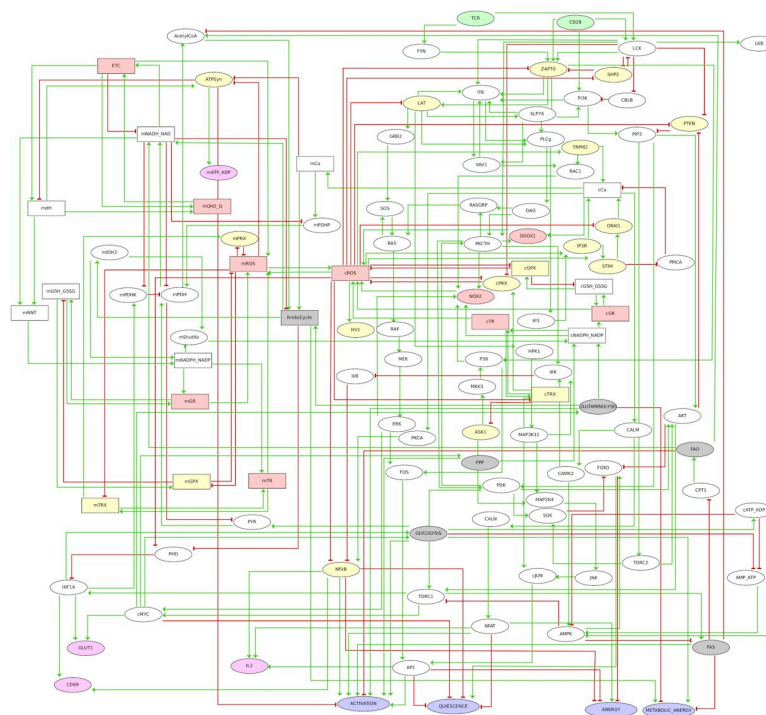 TCR
CD28
AcetylCoA
FYN
LCK
LKB
ETC
ATPSyn
ZAP70
SHP2
ITK
PI3K
CBLB
LAT
SLP76
PTEN
mNADH_NAD
GRB2
PLCg
PIP3
mCa
VAV1
TRPM2
mATP_ADP
RAC1
cCa
mdH
mQH2_Q
SOS
RASGRP
DAG
mPDHP
ORAI1
mPRX
RAS
PKCTH
DUOX1
IP3R
mIDH2
mROS
cROS
cGPX
STIM
PMCA
mGSH_GSSG
mPDHK
mPDH
cPRX
cGSH_GSSG
NOX2
mNNT
KrebsCycle
HV1
cTR
IP3
cGR
mShuttle
RAF
cNADPH_NADP
mNADPH_NADP
MEK
P38
HPK1
IkB
IKK
MKK3
cTRX
mGR
GLUTAMINOLYSIS
ERK
AKT
PKCA
ASK1
MAP3K11
CALM
FAO
PPP
mGPX
mTR
FOS
CAMK2
FOXO
PDK
CPT1
mTRX
MAP2K4
PYR
CALN
SGK
cATP_ADP
GLYCOLYSIS
PHD
TORC2
NFkB
cJUN
JNK
AMP_ATP
HIF1A
TORC1
cMYC
NFAT
AMPK
GLUT1
FAS
IL2
AP1
CD69
ACTIVATION
QUIESCENCE
ANERGY
METABOLIC_ANERGY